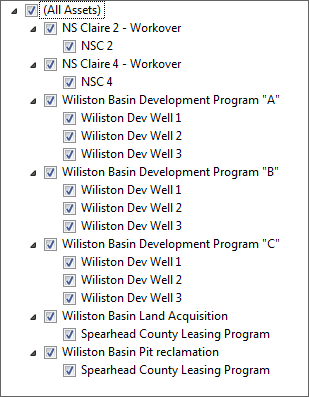 (All Assets)
NS Claire 2 - Workover
NSC 2
NS Claire 4 - Workover
NSC 4
Wiliston Basin Development Program "A"
Wiliston Dev Well 1
Wiliston Dev Well 2
Wiliston Dev Well 3
Wiliston Basin Development Program "B"
Wiliston Dev Well 1
Wiliston Dev Well 2
Wiliston Dev Well 3
Wiliston Basin Development Program "C"
Wiliston Dev Well 1
Wiliston Dev Well 2
Wiliston Dev Well 3
Wiliston Basin Land Acquisition
Spearhead County Leasing Program
Wiliston Basin Pit reclamation
Spearhead County Leasing Program